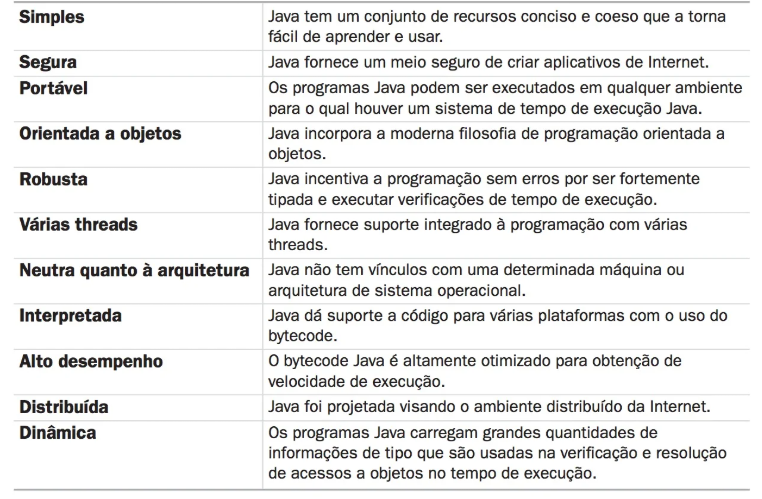 Simples
Java tem um conjunto de recursos conciso e coeso que a torna
fácil de aprender e usar.
Segura
Java fornece um meio seguro de criar aplicativos de Internet.
Portável
Os programas Java podem ser executados em qualquer ambiente
para o qual houver um sistema de tempo de execução Java.
Orientada a objetos
Java incorpora a moderna filosofia de programação orientada a
objetos.
Robusta
Java incentiva a programação sem erros por ser fortemente
tipada e executar verificações de tempo de execução.
Várias threads
Java fornece suporte integrado à programação com várias
threads.
Neutra quanto à arquitetura
Java não tem vínculos com uma determinada máquina ou
arquitetura de sistema operacional.
Interpretada
Java dá suporte a código para várias plataformas com o uso do
bytecode.
Alto desempenho
O bytecode Java é altamente otimizado para obtenção de
velocidade de execução.
Distribuída
Java foi projetada visando o ambiente distribuído da Internet.
Dinâmica
Os programas Java carregam grandes quantidades de
informações de tipo que são usadas na verificação e resolução
de acessos a objetos no tempo de execução.